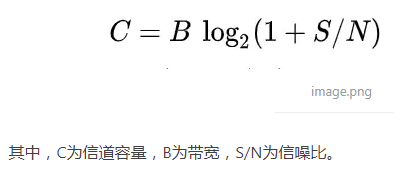 C = B log₂(1 + S/N)
image.png
其中，C为信道容量，B为带宽，S/N为信噪比。